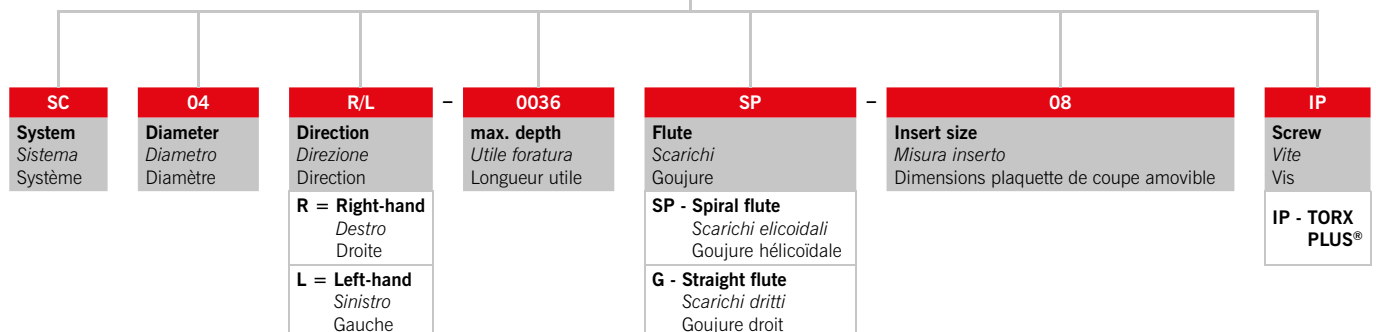 SC 04 R/L – 0036 SP – 08 IP
System
Sistema
Système
Diameter
Diametro
Diamètre
Direction
Direzione
Direction
max. depth
Utile foratura
Longueur utile
Flute
Scarichi
Goujure
Insert size
Misura inserto
Dimensions plaquette de coupe amovible
Screw
Vite
Vis
R = Right-hand
Destro
Droite
L = Left-hand
Sinistro
Gauche
SP - Spiral flute
Scarichi elicoidali
Goujure hélicoïdale
G - Straight flute
Scarichi dritti
Goujure droit
IP - TORX
PLUS®